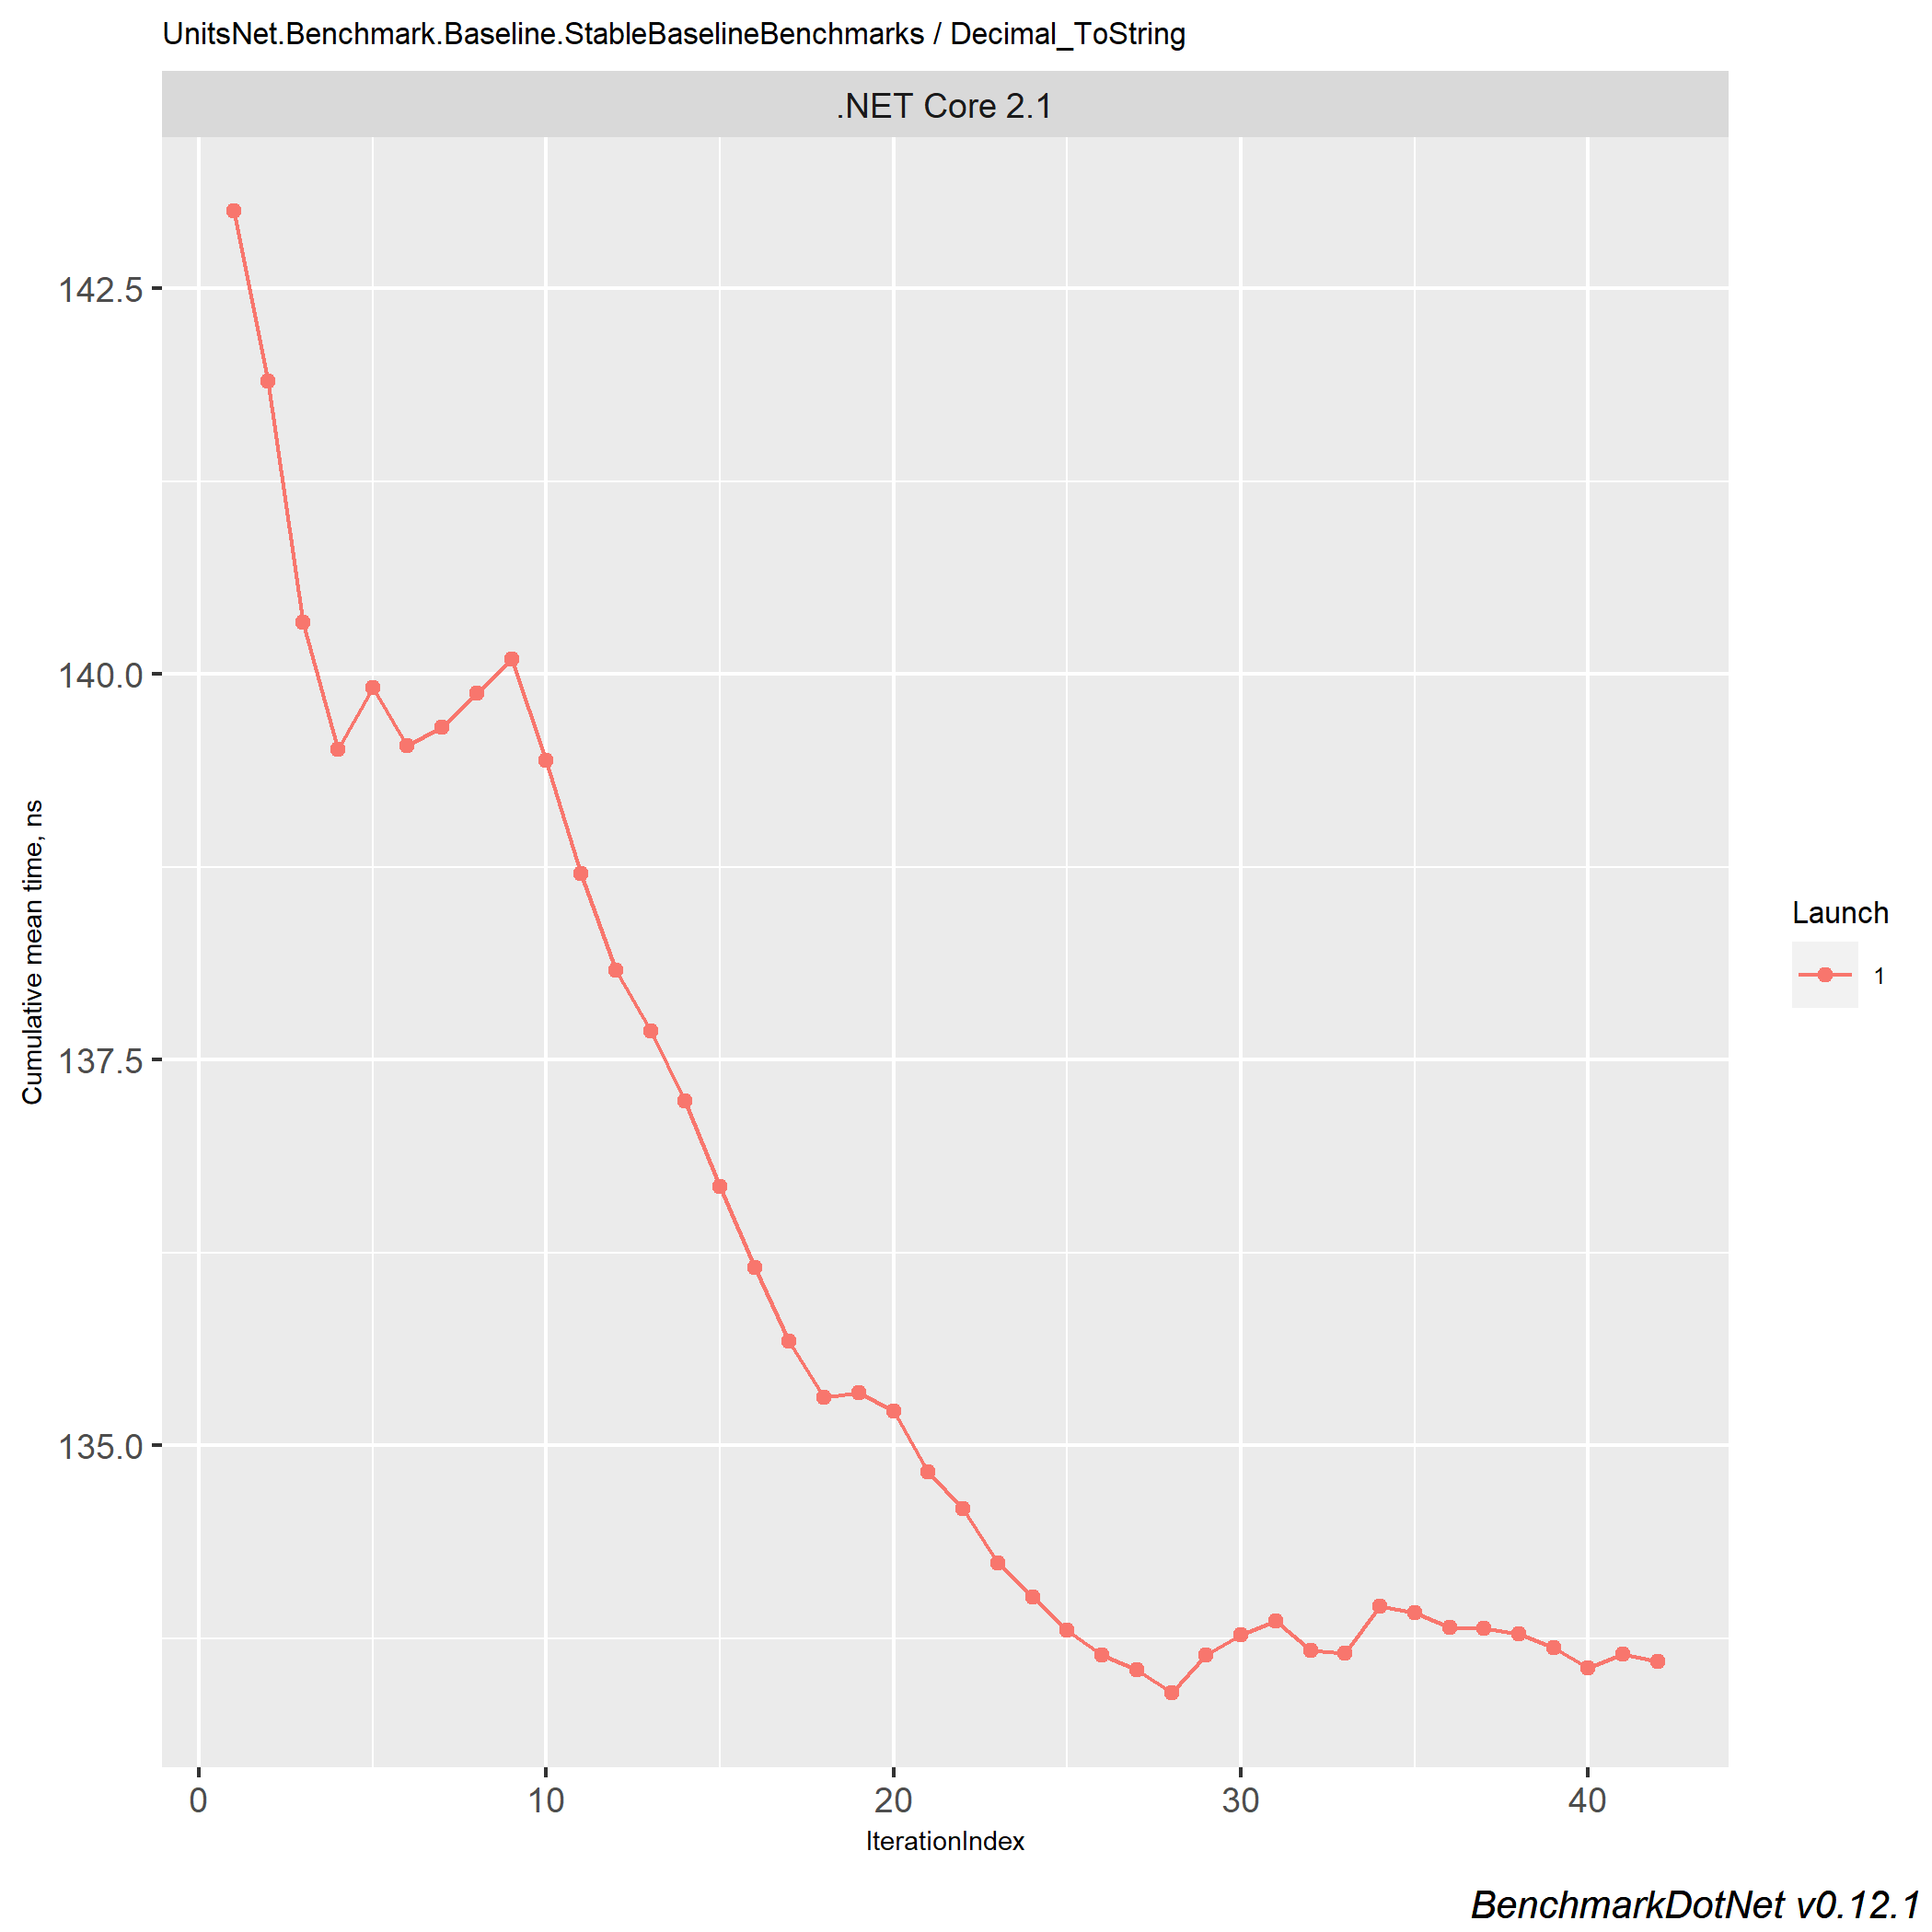 UnitsNet.Benchmark.Baseline.StableBaselineBenchmarks / Decimal_ToString
.NET Core 2.1
142.5
140.0
137.5
135.0
Cumulative mean time, ns
0 10 20 30 40
IterationIndex
Launch
1
BenchmarkDotNet v0.12.1